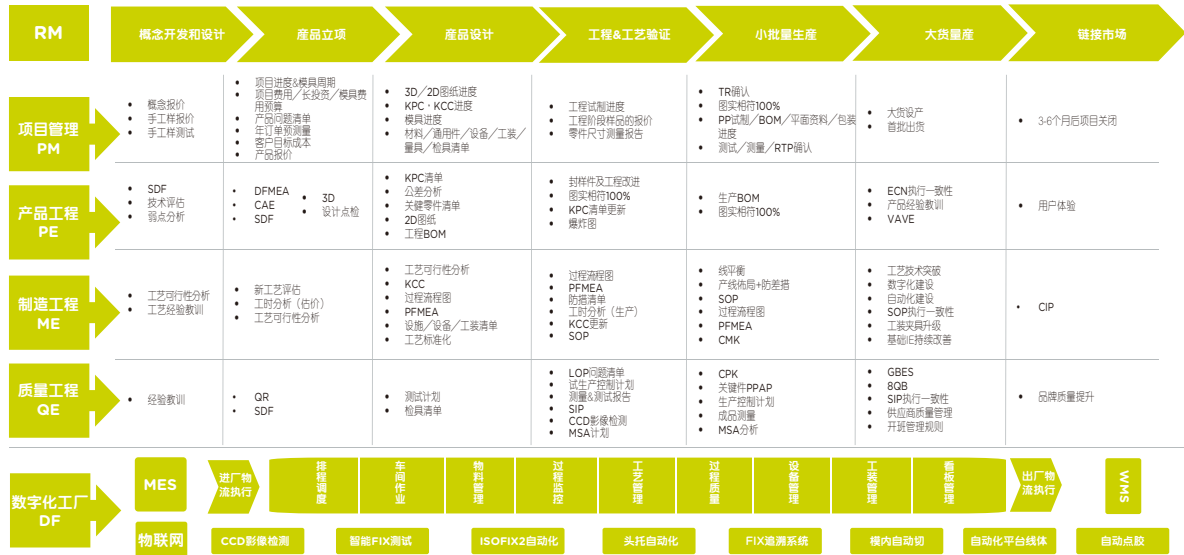 RM
概念开发和设计
産品立项
産品设计
工程&工艺验证
小批量生产
大货量産
链接市场
项目管理
PM
概念报价
手工样报价
手工样测试
项目进度&模具周期
项目费用／长投资／模具费
用预算
产品问题清单
年订单预测量
客户目标成本
产品报价
3D／2D图纸进度
KPC · KCC进度
模具进度
材料／通用件／设备／工装／
量具／检具清单
工程试制进度
工程阶段样品的报价
零件尺寸测量报告
TR确认
图实相符100%
PP试制／BOM／平面资料／包装
进度
测试／测量／RTP确认
大货设产
首批出货
3-6个月后项目关闭
产品工程
PE
SDF
技术评估
弱点分析
DFMEA
CAE
SDF
3D
设计点检
KPC清单
公差分析
关健零件清单
2D图纸
工程BOM
封样件及工程改进
图实相符100%
KPC清单更新
爆炸图
生产BOM
图实相符100%
ECN执行一致性
产品经验教训
VAVE
用户体验
制造工程
ME
工艺可行性分析
工艺经验教训
新工艺评估
工时分析（估价）
工艺可行性分析
工艺可行性分析
KCC
过程流程图
PFMEA
设施／设备／工装清单
工艺标准化
过程流程图
PFMEA
防措清单
工时分析（生产）
KCC更新
SOP
线平衡
产线布局+防差措
SOP
过程流程图
PFMEA
CMK
工艺技术突破
数字化建设
自动化建设
SOP执行一致性
工装夹具升级
基础IE持续改善
CIP
质量工程
QE
经验教训
QR
SDF
测试计划
检具清单
LOP问题清单
试生产控制计划
测量&测试报告
SIP
CCD影像检测
MSA计划
CPK
关键件PPAP
生产控制计划
成品测量
MSA分析
GBES
8QB
SIP执行一致性
供应商质量管理
开班管理规则
品牌质量提升
数字化工厂
DF
MES
进厂物
流执行
排程调度
车间作业
物料管理
过程监控
工艺管理
过程质量
设备管理
工装管理
看板管理
出厂物
流执行
WMS
物联网
CCD影像检测
智能FIX测试
ISOFIX2自动化
头托自动化
FIX追溯系统
模内自动切
自动化平台线体
自动点胶